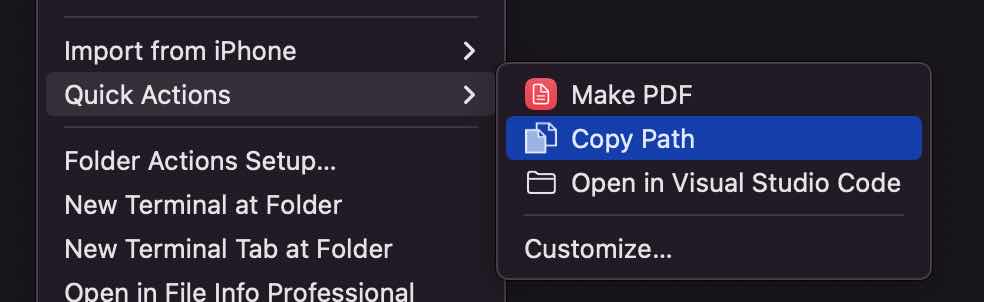 Import from iPhone
Quick Actions
Make PDF
Copy Path
Open in Visual Studio Code
Customize...
Folder Actions Setup...
New Terminal at Folder
New Terminal Tab at Folder
Open in File Info Professional